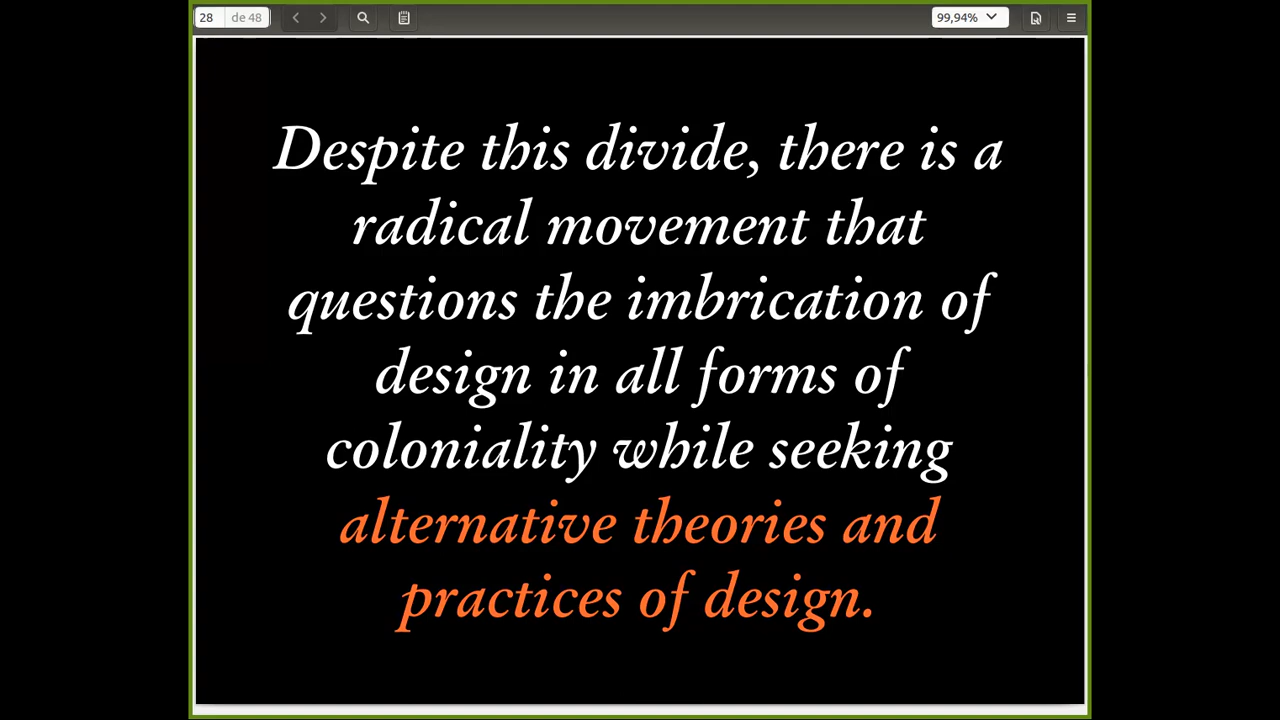 28 de 48 99,94%
Despite this divide, there is a
radical movement that
questions the imbrication of
design in all forms of
coloniality while seeking
alternative theories and
practices of design.